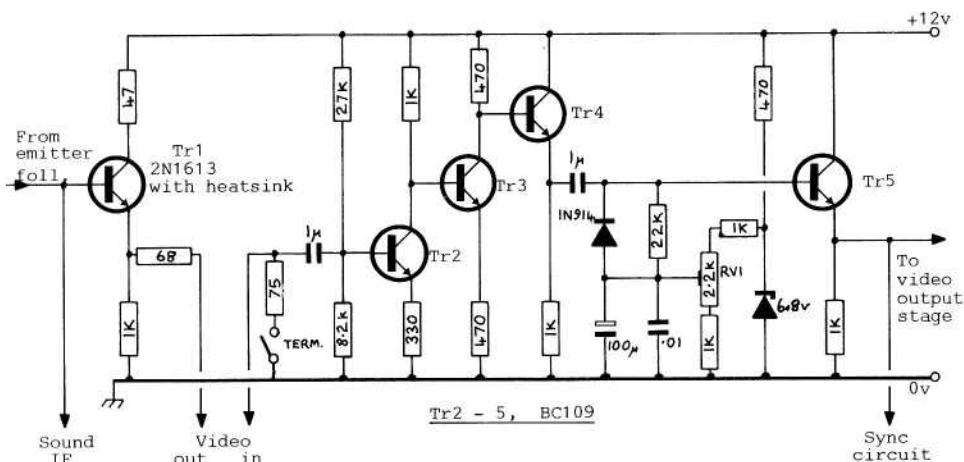 +12v
47
27K
1K
470
470
From
emitter
foll.
Tr1
2N1613
with heatsink
Tr4
1μ
Tr3
Tr5
1N914
22K
1K
68
1μ
Tr2
2.2K
RV1
75
6.8v
To
video
output
stage
1K
TERM.
8.2K
330
470
1K
100μ
.01
1K
1K
0v
Tr2 - 5, BC109
Sound
IF
Video
out in
Sync
circuit